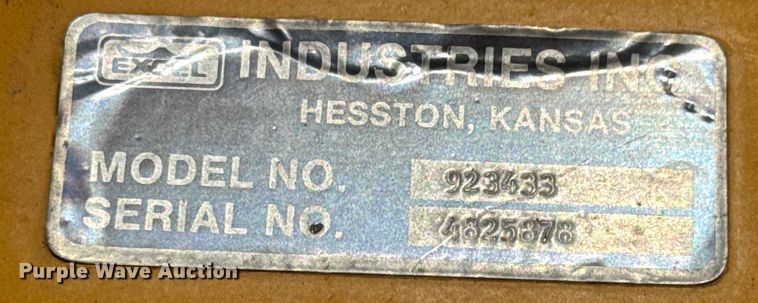 EXCEL INDUSTRIES INC.
HESSTON, KANSAS
MODEL NO. 923433
SERIAL NO. 4825878
Purple Wave Auction